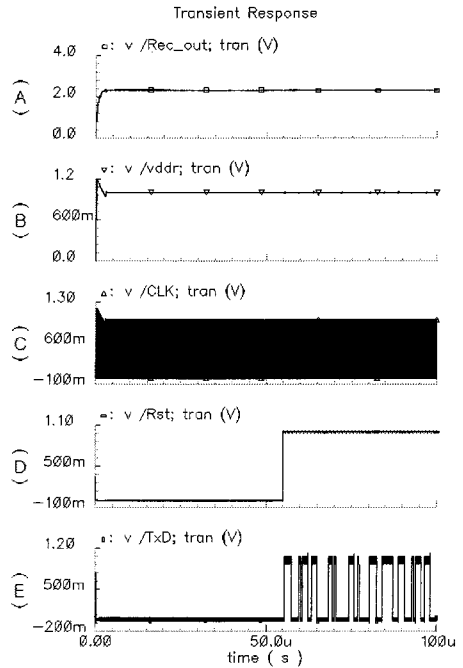 Transient Response
▫: v /Rec_out; tran (V)
4.0
2.0
0.0
(A)
▿: v /vddr; tran (V)
1.2
600m
0.0
(B)
▵: v /CLK; tran (V)
1.30
600m
-100m
(C)
▭: v /Rst; tran (V)
1.10
500m
-100m
(D)
▯: v /TxD; tran (V)
1.20
500m
-200m
(E)
0.00 50.0u 100u
time ( s )